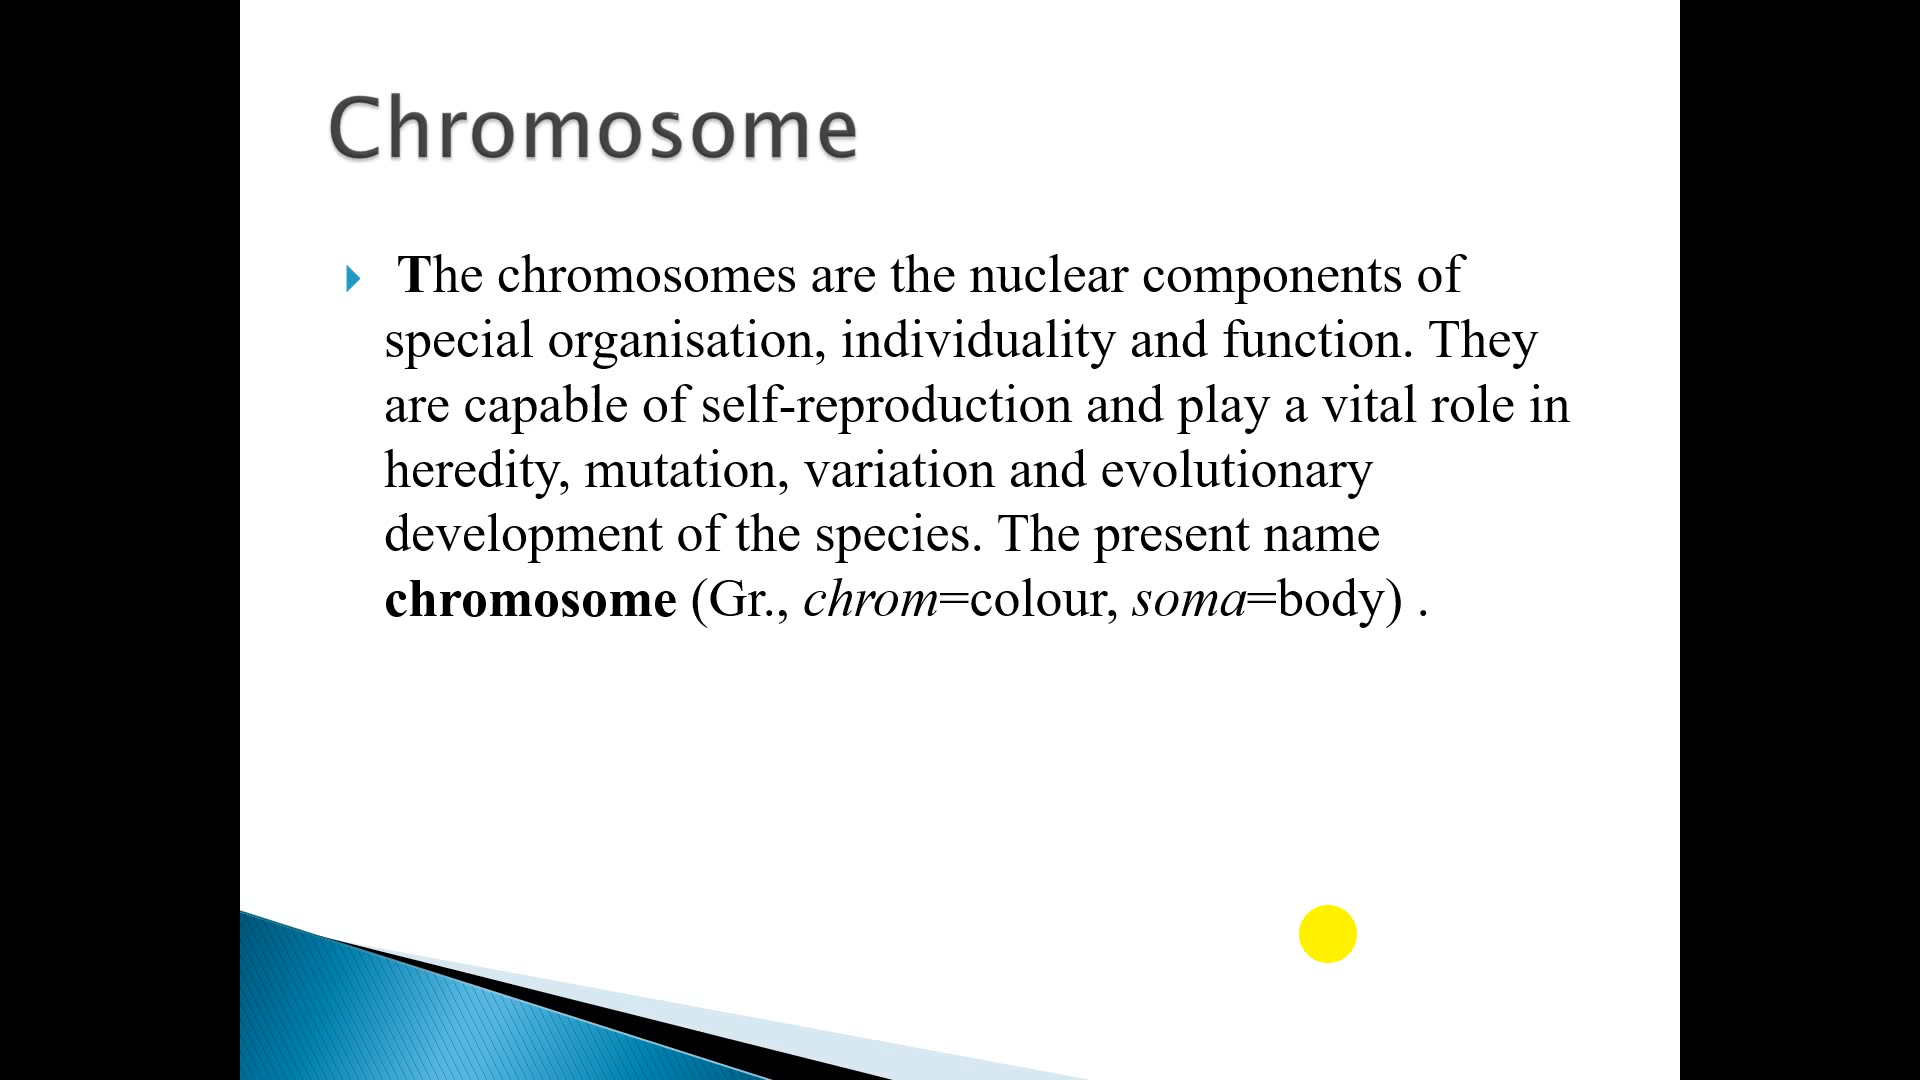 Chromosome
The chromosomes are the nuclear components of
special organisation, individuality and function. They
are capable of self-reproduction and play a vital role in
heredity, mutation, variation and evolutionary
development of the species. The present name
chromosome (Gr., chrom=colour, soma=body) .